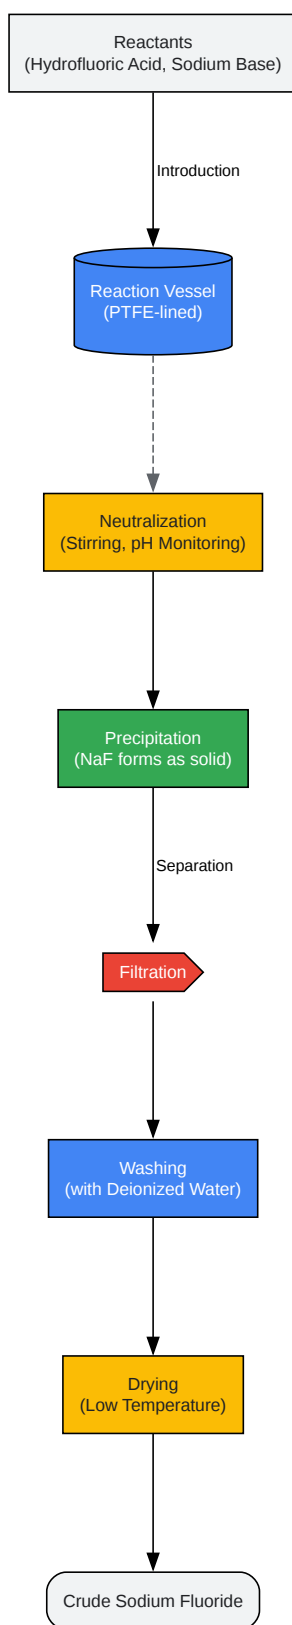 Reactants
(Hydrofluoric Acid, Sodium Base)
Introduction
Reaction Vessel
(PTFE-lined)
Neutralization
(Stirring, pH Monitoring)
Precipitation
(NaF forms as solid)
Separation
Filtration
Washing
(with Deionized Water)
Drying
(Low Temperature)
Crude Sodium Fluoride